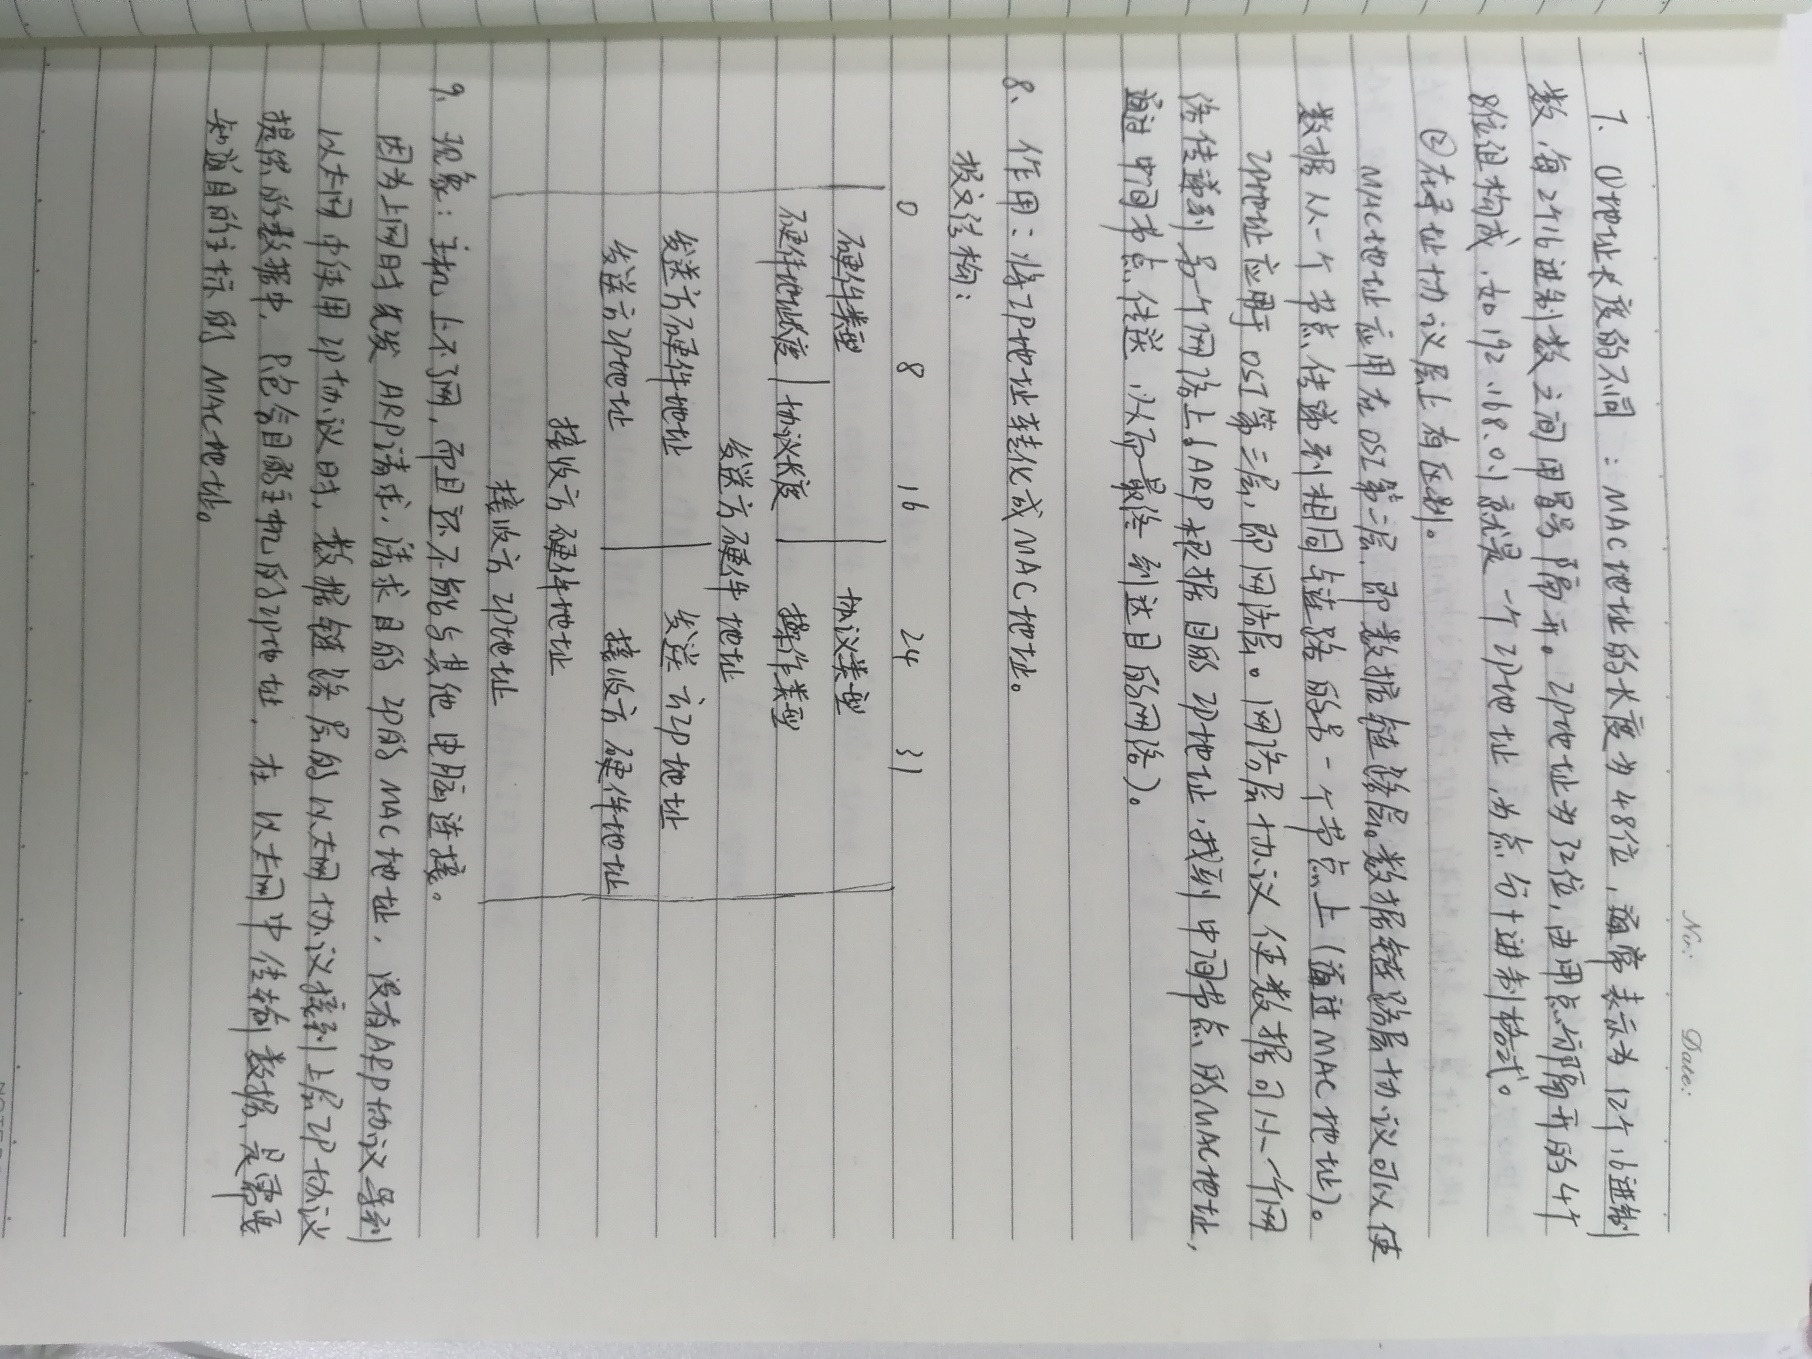 No:
Date:
7、①地址长度的不同：MAC地址的长度为48位，通常表示为12个16进制
数，每2个16进制数之间用冒号隔开。IP地址为32位，由用点分隔开的4个
8位组构成，如192.168.0.1就是一个IP地址，为点分十进制格式。
②在寻址协议层上有区别。
MAC地址应用在OSI第二层，即数据链路层。数据链路层协议可以使
数据从一个节点传递到相同链路的另一个节点上（通过MAC地址）。
IP地址应用于OSI第三层，即网络层。网络层协议使数据可从一个网
络传递到另一个网络上（ARP根据目的IP地址，找到中间节点的MAC地址，
通过中间节点传送，从而最终到达目的网络）。
8、作用：将IP地址转化成MAC地址。
报文结构：
0 8 16 24 31
硬件类型 协议类型
硬件地址长度 协议长度 操作类型
发送方硬件地址
发送方硬件地址 发送方IP地址
发送方IP地址 接收方硬件地址
接收方硬件地址
接收方IP地址
9、现象：主机上不了网，而且还不能与其他电脑连接。
因为上网时先发ARP请求，请求目的IP的MAC地址，没有ARP协议导致
以太网中使用IP协议时，数据链路层的以太网协议接到上层IP协议
提供的数据中，只包含目的主机的IP地址，在以太网中传输数据，是需要
知道目的主标的MAC地址。